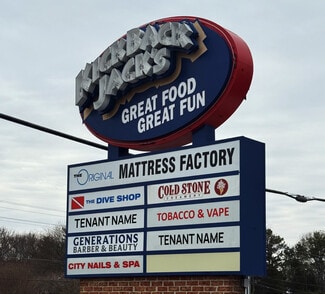 KICKBACK
JACK'S
GREAT FOOD
GREAT FUN
THE ORIGINAL MATTRESS FACTORY
THE DIVE SHOP
COLD STONE
CREAMERY
TENANT NAME
TOBACCO & VAPE
GENERATIONS
BARBER & BEAUTY
TENANT NAME
CITY NAILS & SPA